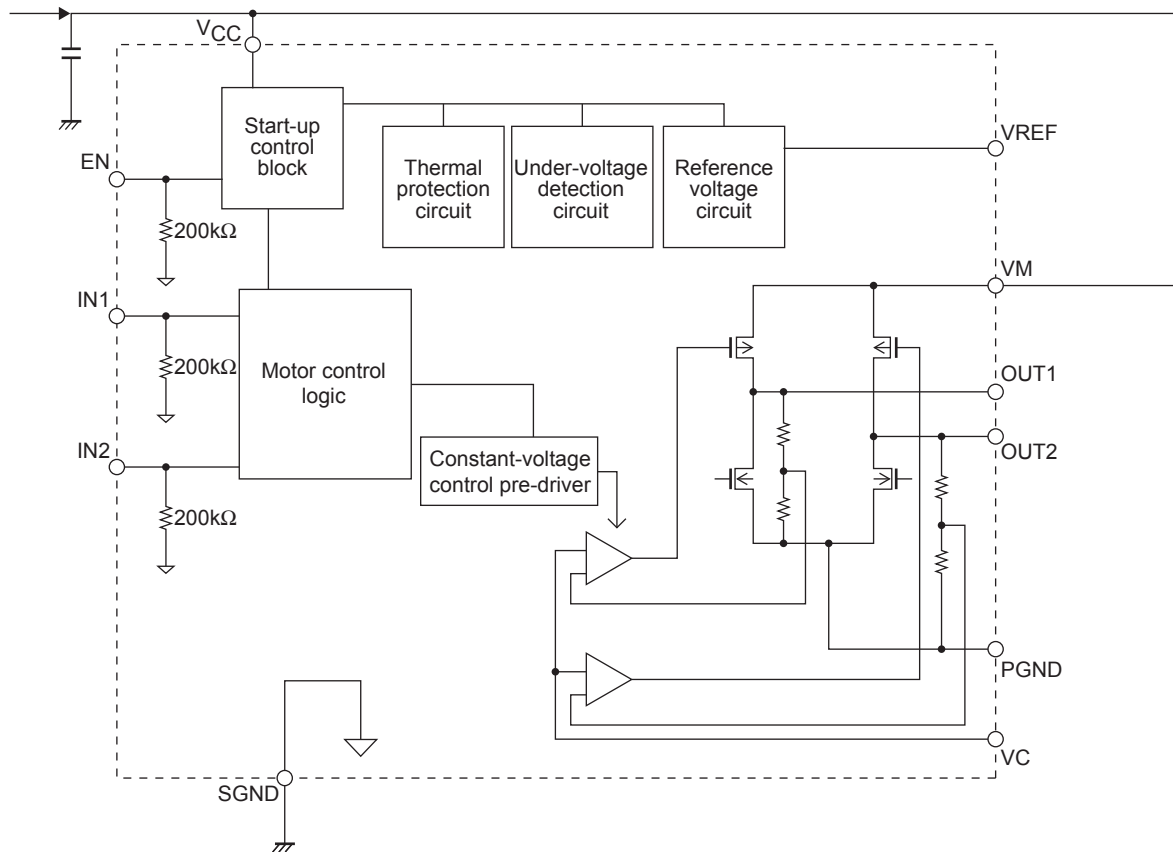 VCC
Start-up
control
block
Thermal
protection
circuit
Under-voltage
detection
circuit
Reference
voltage
circuit
VREF
EN
200kΩ
VM
IN1
200kΩ
Motor control
logic
OUT1
OUT2
IN2
200kΩ
Constant-voltage
control pre-driver
PGND
VC
SGND